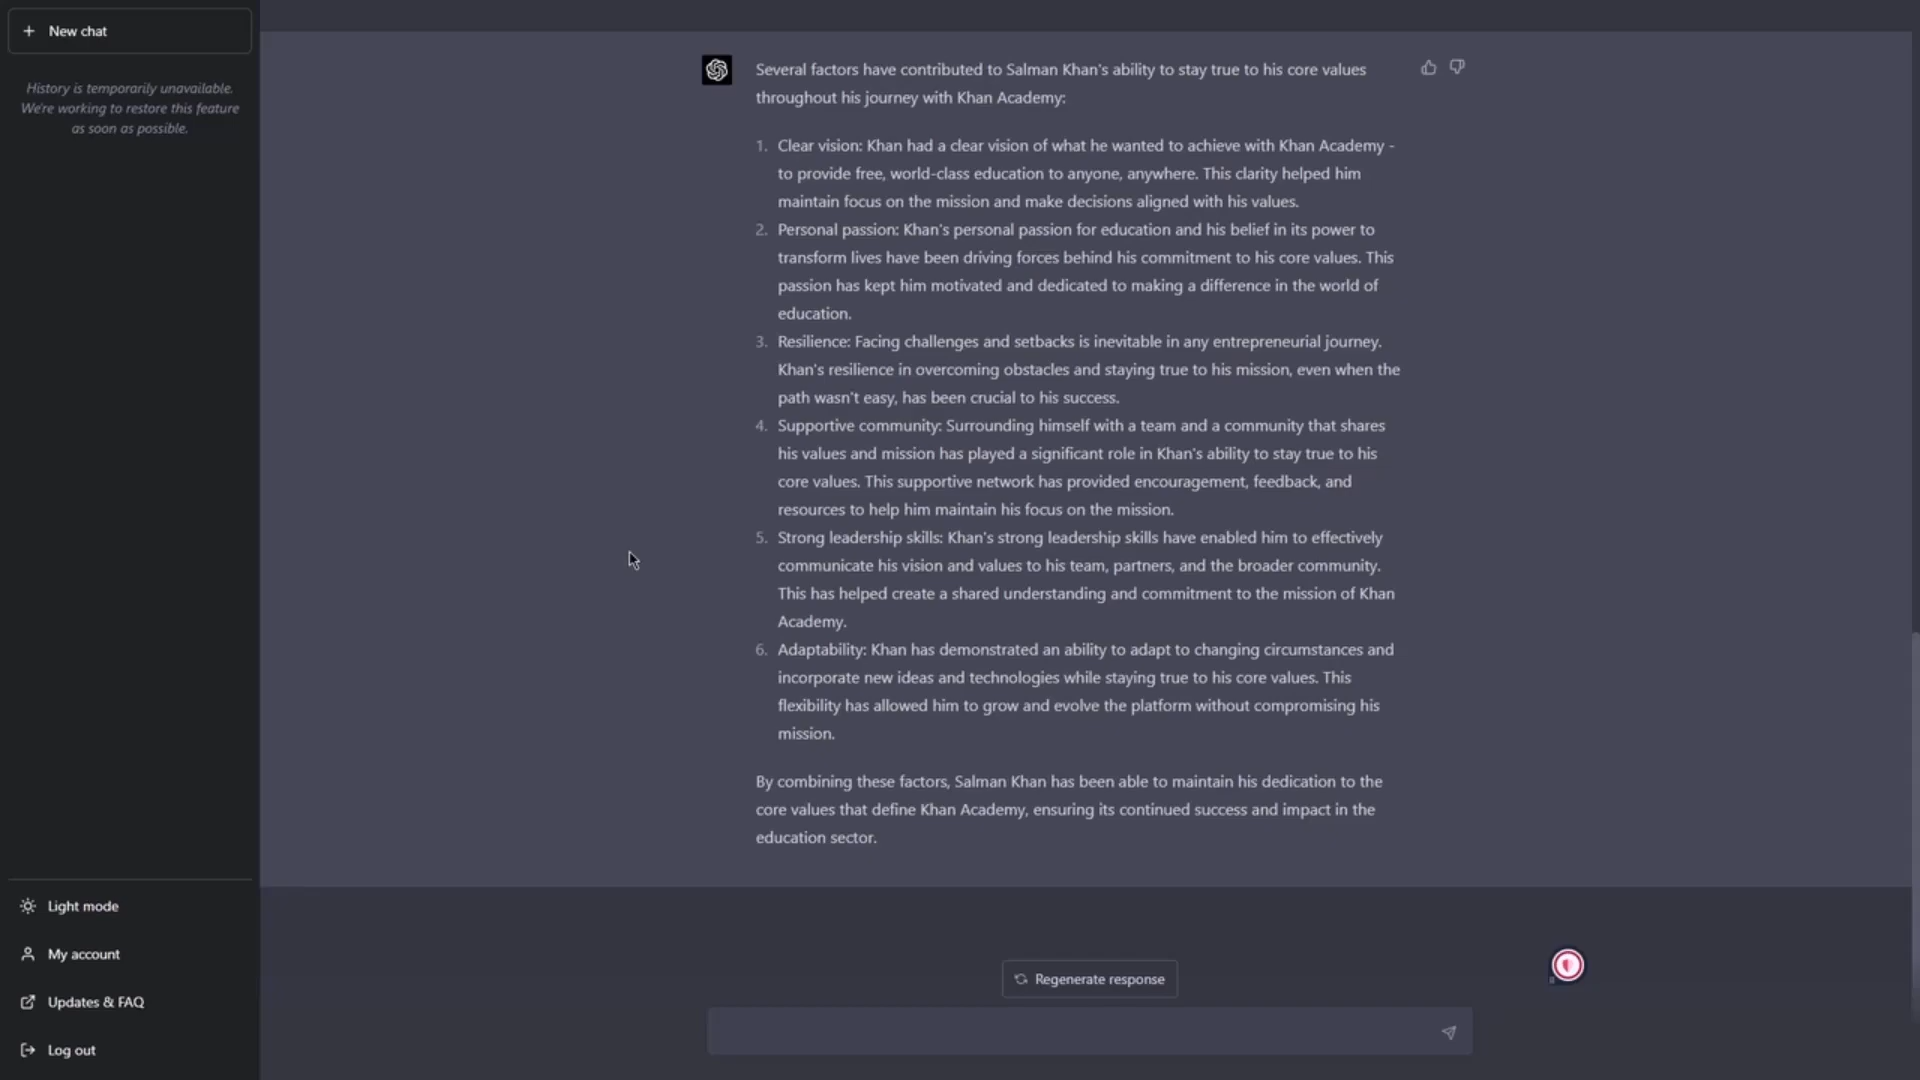 New chat
History is temporarily unavailable.
We're working to restore this feature
as soon as possible.
Several factors have contributed to Salman Khan's ability to stay true to his core values
throughout his journey with Khan Academy:
1. Clear vision: Khan had a clear vision of what he wanted to achieve with Khan Academy -
to provide free, world-class education to anyone, anywhere. This clarity helped him
maintain focus on the mission and make decisions aligned with his values.
2. Personal passion: Khan's personal passion for education and his belief in its power to
transform lives have been driving forces behind his commitment to his core values. This
passion has kept him motivated and dedicated to making a difference in the world of
education.
3. Resilience: Facing challenges and setbacks is inevitable in any entrepreneurial journey.
Khan's resilience in overcoming obstacles and staying true to his mission, even when the
path wasn't easy, has been crucial to his success.
4. Supportive community: Surrounding himself with a team and a community that shares
his values and mission has played a significant role in Khan's ability to stay true to his
core values. This supportive network has provided encouragement, feedback, and
resources to help him maintain his focus on the mission.
5. Strong leadership skills: Khan's strong leadership skills have enabled him to effectively
communicate his vision and values to his team, partners, and the broader community.
This has helped create a shared understanding and commitment to the mission of Khan
Academy.
6. Adaptability: Khan has demonstrated an ability to adapt to changing circumstances and
incorporate new ideas and technologies while staying true to his core values. This
flexibility has allowed him to grow and evolve the platform without compromising his
mission.
By combining these factors, Salman Khan has been able to maintain his dedication to the
core values that define Khan Academy, ensuring its continued success and impact in the
education sector.
Light mode
My account
Updates & FAQ
Log out
Regenerate response